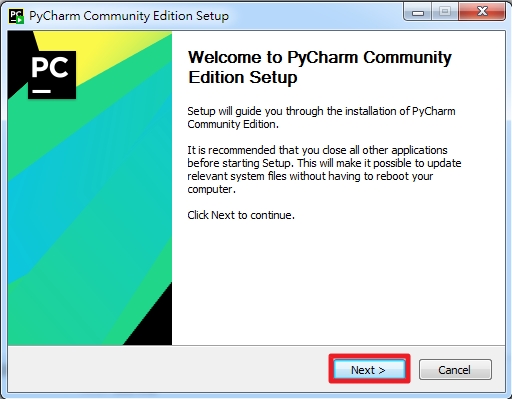 PyCharm Community Edition Setup
PC
Welcome to PyCharm Community
Edition Setup
Setup will guide you through the installation of PyCharm
Community Edition.
It is recommended that you close all other applications
before starting Setup. This will make it possible to update
relevant system files without having to reboot your
computer.
Click Next to continue.
Next >
Cancel